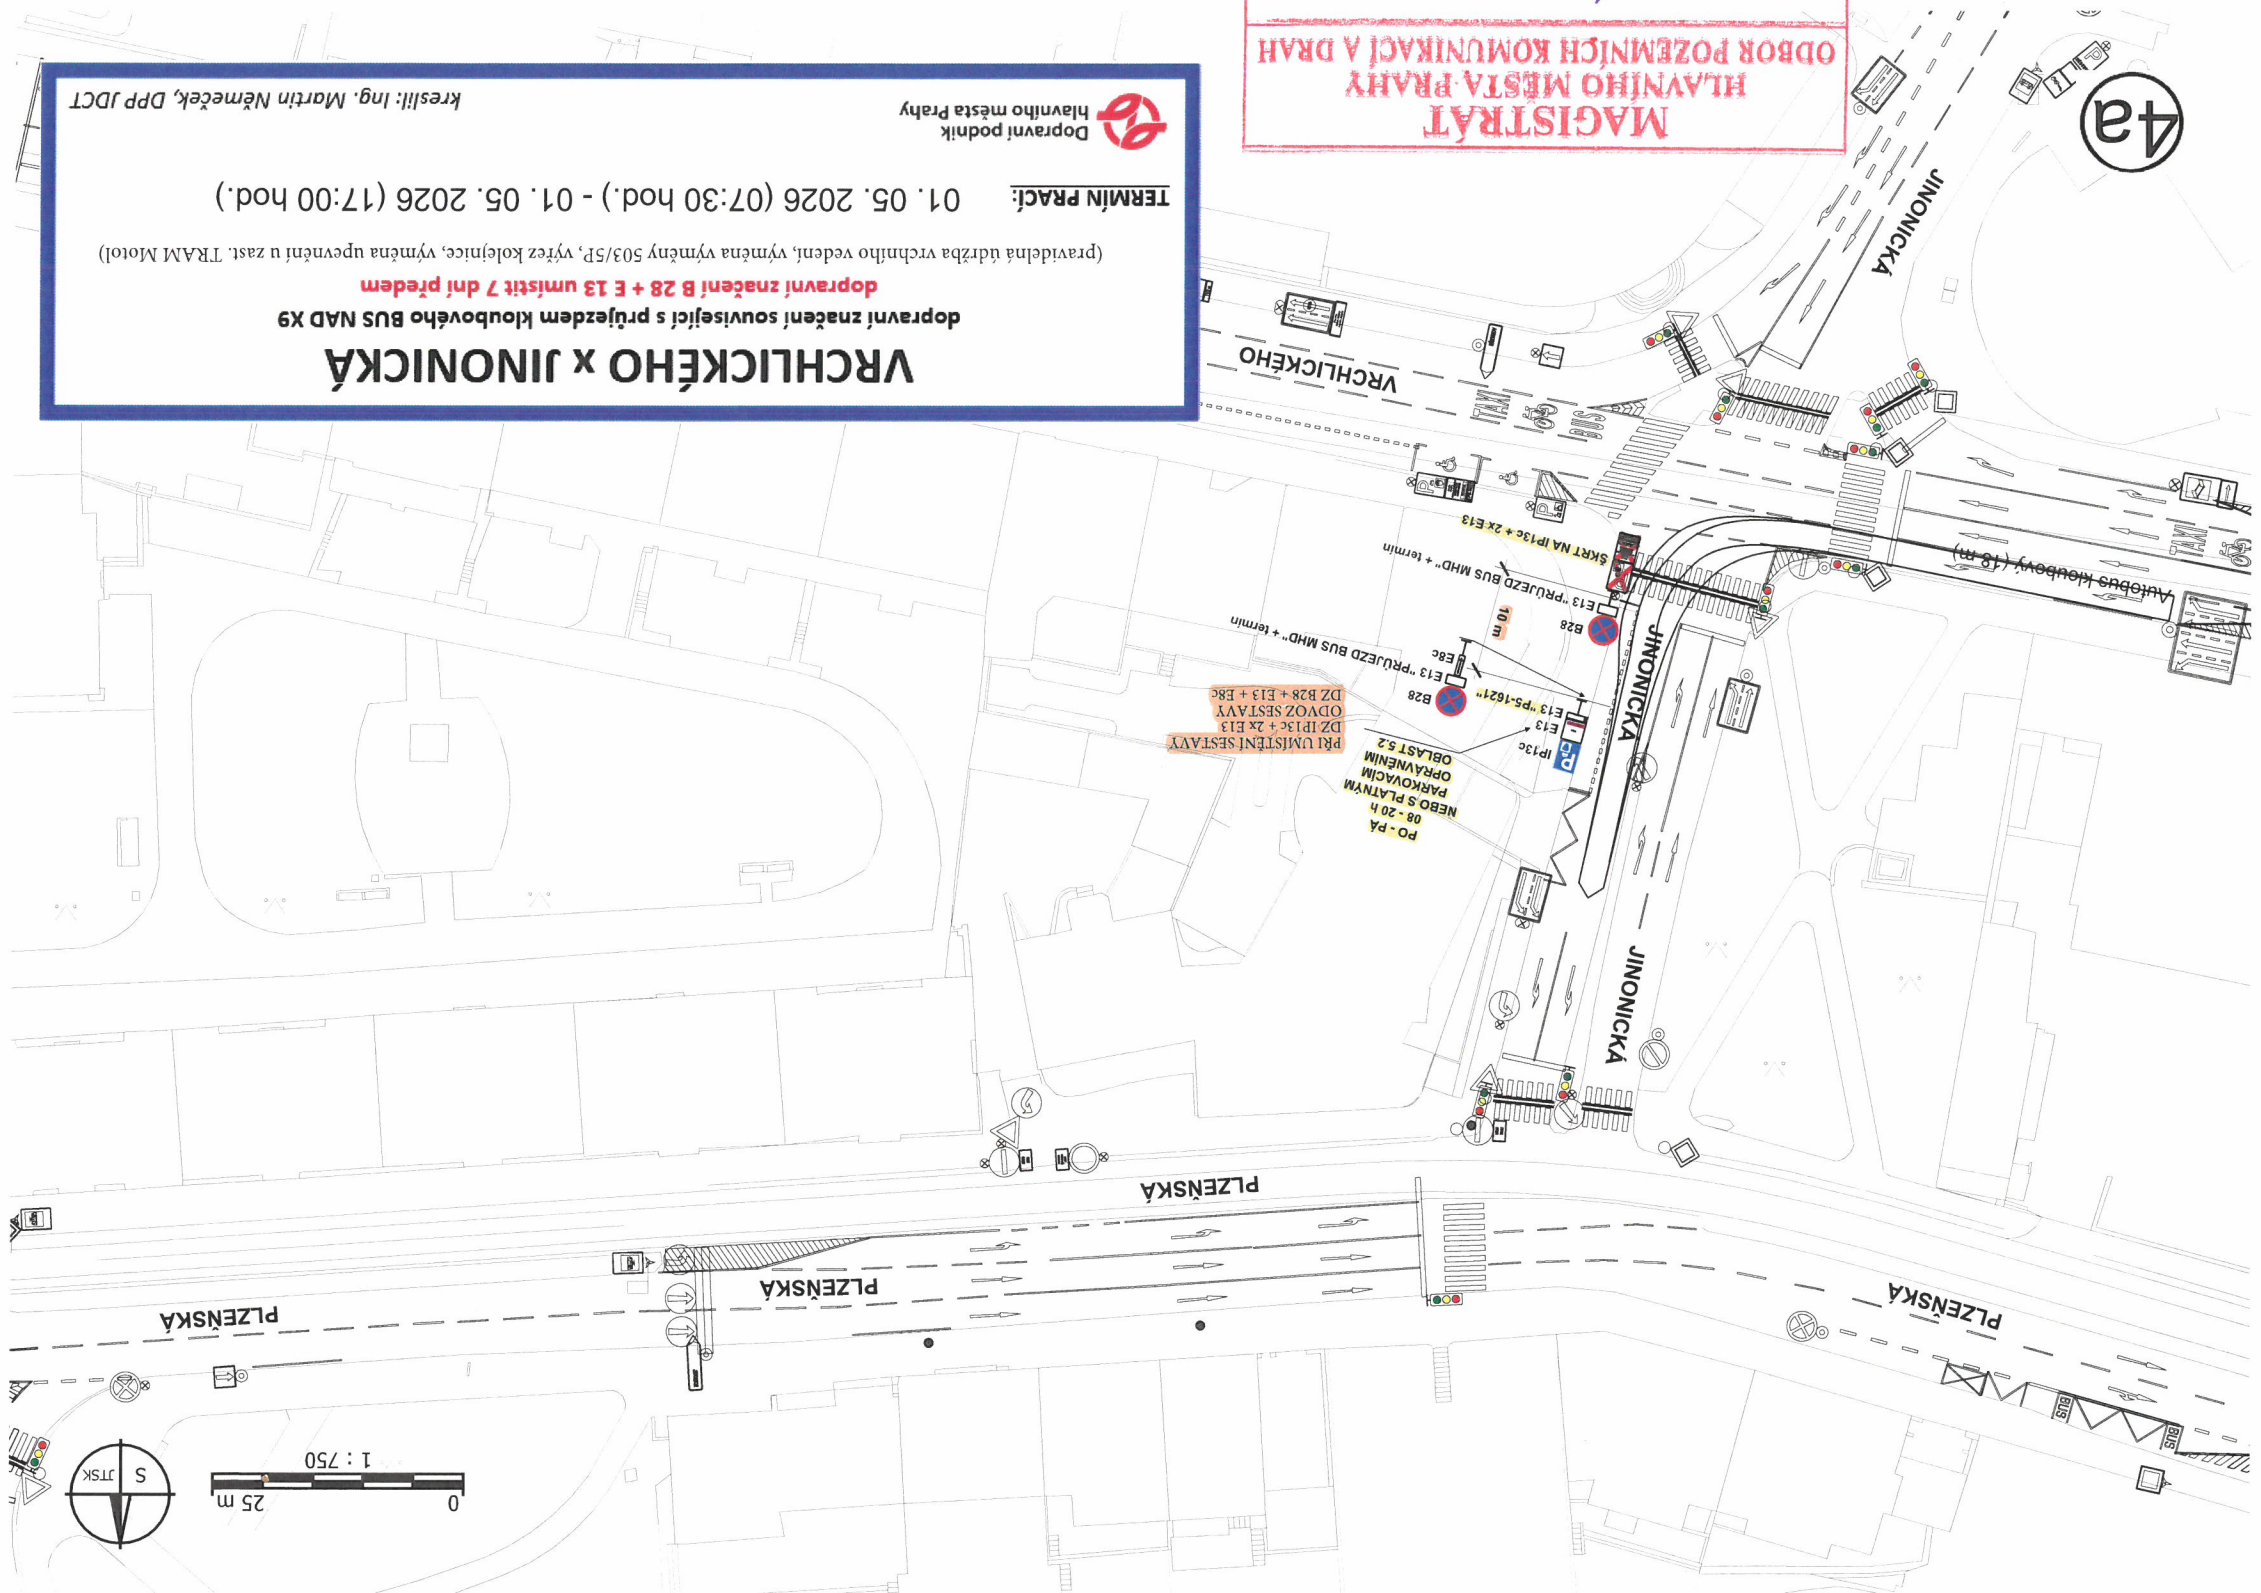 0
25 m
1 : 750
S
JTSK
BUS
BUS
PLZEŇSKÁ
PLZEŇSKÁ
PLZEŇSKÁ
PLZEŇSKÁ
JINONICKÁ
PO - PÁ
08 - 20 h
NEBO S PLATNÝM
PARKOVACÍM
OPRÁVNĚNÍM
OBLAST 5.2
IP13c
E13
E13 "P5-1621"
PŘI UMÍSTĚNÍ SESTAVY
DZ IP13c + 2x E13
ODVOZ SESTAVY
DZ B28 + E13 + E8c
B28
E13 "PRŮJEZD BUS MHD" + termín
E8c
10 m
JINONICKÁ
JINONICKÁ
B28
E13 "PRŮJEZD BUS MHD" + termín
ŠKRT NA IP13c + 2x E13
Autobus kloubový (18 m)
TAXI
BUS
TAXI
VRCHLICKÉHO
JINONICKÁ
4a
VRCHLICKÉHO x JINONICKÁ
dopravní značení související s průjezdem kloubového BUS NAD X9
dopravní značení B 28 + E 13 umístit 7 dní předem
(pravidelná údržba vrchního vedení, výměna výměny 503/5P, výřez kolejnice, výměna upevnění u zast. TRAM Motol)
TERMÍN PRACÍ: 01. 05. 2026 (07:30 hod.) - 01. 05. 2026 (17:00 hod.)
Dopravní podnik
hlavního města Prahy
kreslil: Ing. Martin Němeček, DPP JDCT
MAGISTRÁT
HLAVNÍHO MĚSTA PRAHY
ODBOR POZEMNÍCH KOMUNIKACÍ A DRAH